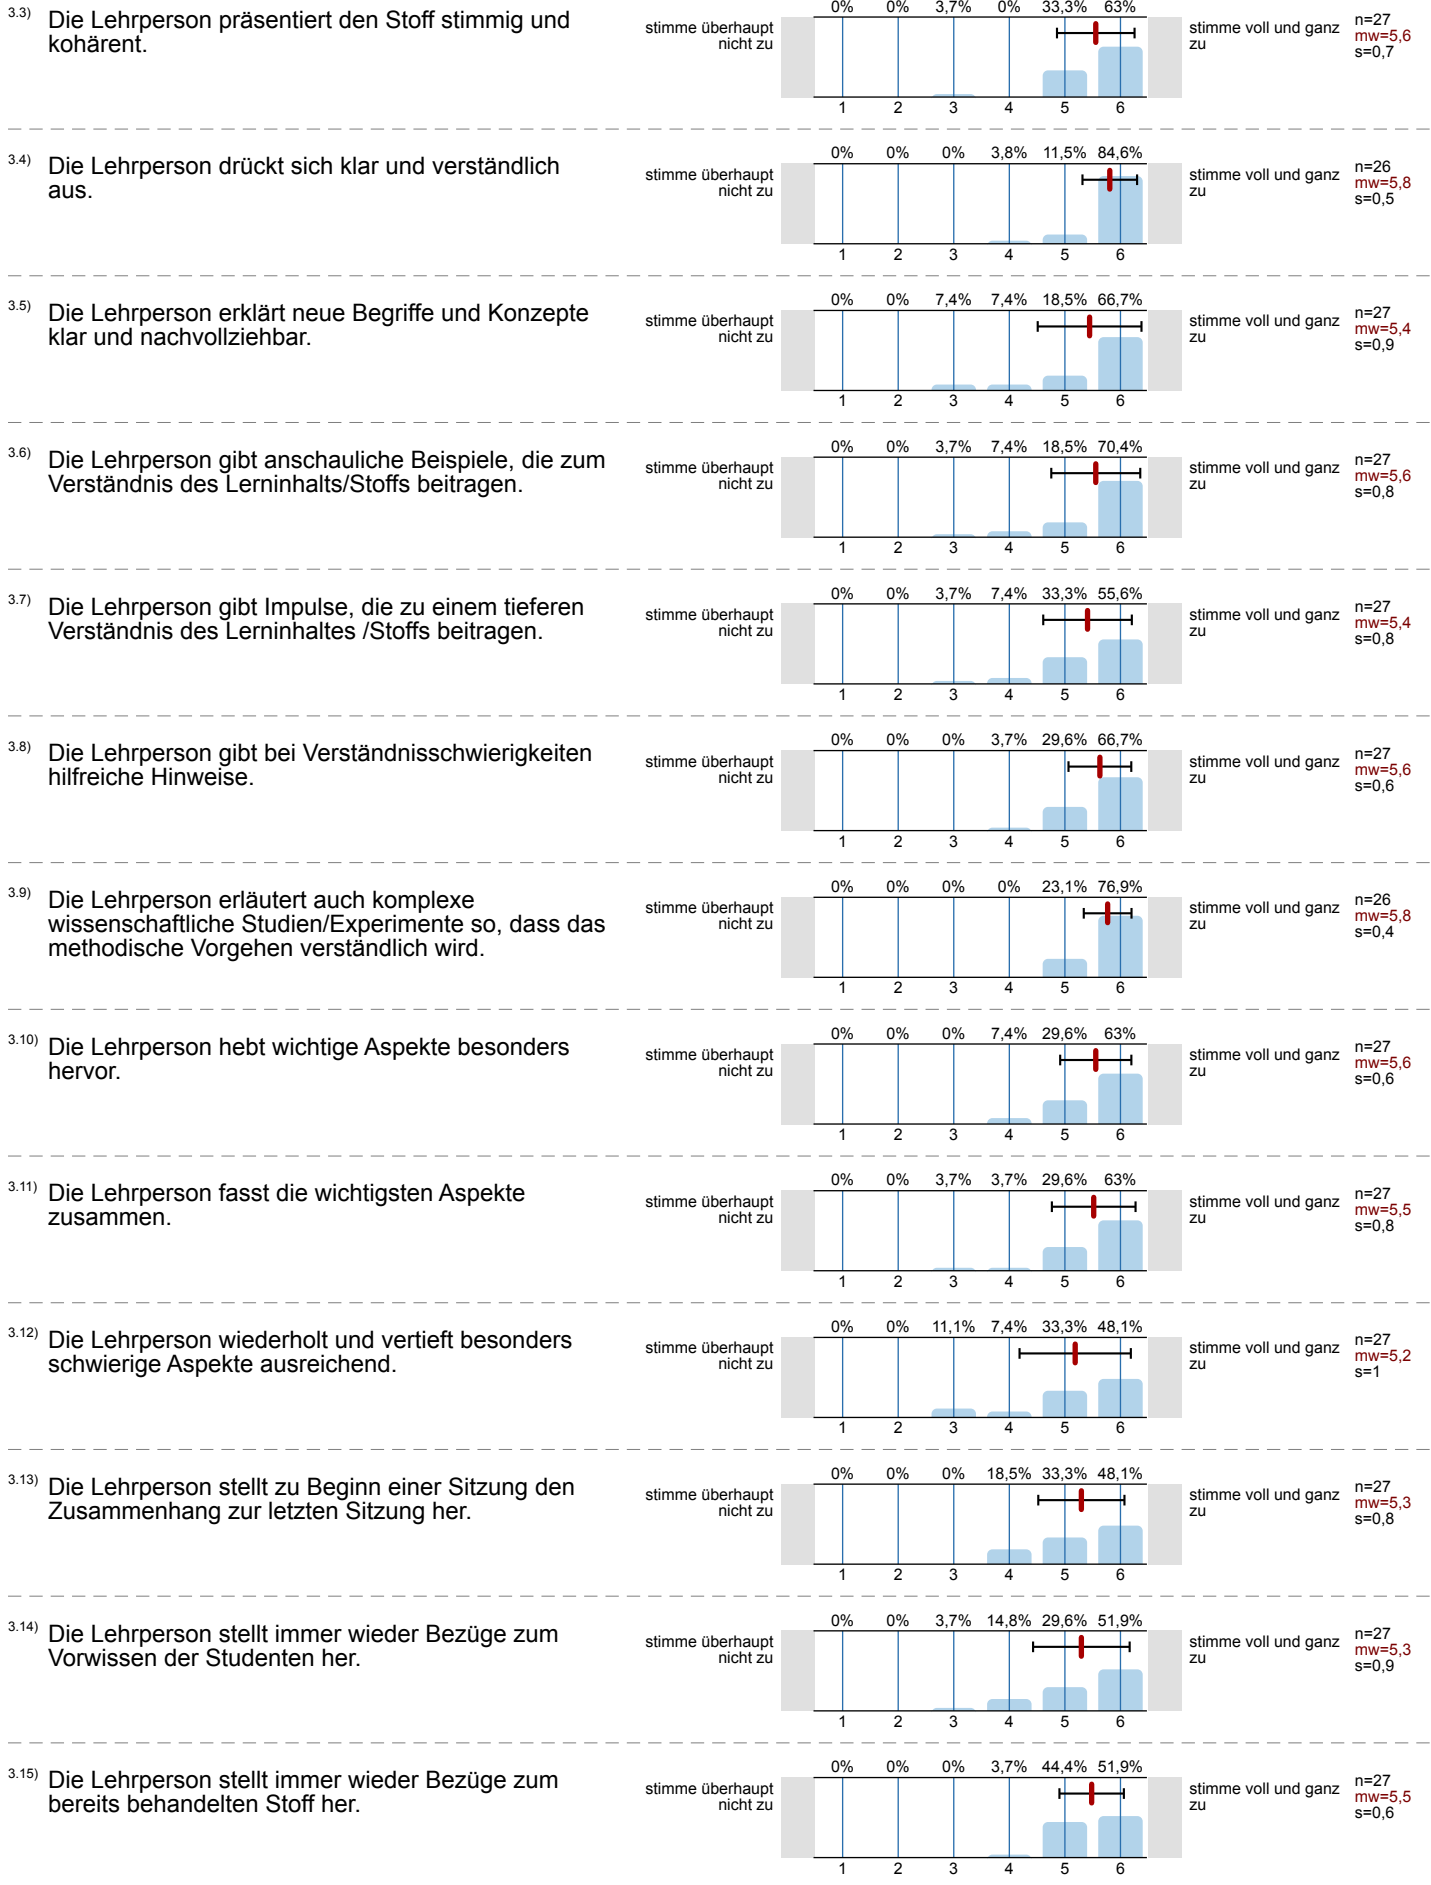 3.3) Die Lehrperson präsentiert den Stoff stimmig und
kohärent.
stimme überhaupt
nicht zu
0% 0% 3,7% 0% 33,3% 63%
1 2 3 4 5 6
stimme voll und ganz
zu
n=27
mw=5,6
s=0,7
3.4) Die Lehrperson drückt sich klar und verständlich
aus.
stimme überhaupt
nicht zu
0% 0% 0% 3,8% 11,5% 84,6%
1 2 3 4 5 6
stimme voll und ganz
zu
n=26
mw=5,8
s=0,5
3.5) Die Lehrperson erklärt neue Begriffe und Konzepte
klar und nachvollziehbar.
stimme überhaupt
nicht zu
0% 0% 7,4% 7,4% 18,5% 66,7%
1 2 3 4 5 6
stimme voll und ganz
zu
n=27
mw=5,4
s=0,9
3.6) Die Lehrperson gibt anschauliche Beispiele, die zum
Verständnis des Lerninhalts/Stoffs beitragen.
stimme überhaupt
nicht zu
0% 0% 3,7% 7,4% 18,5% 70,4%
1 2 3 4 5 6
stimme voll und ganz
zu
n=27
mw=5,6
s=0,8
3.7) Die Lehrperson gibt Impulse, die zu einem tieferen
Verständnis des Lerninhaltes /Stoffs beitragen.
stimme überhaupt
nicht zu
0% 0% 3,7% 7,4% 33,3% 55,6%
1 2 3 4 5 6
stimme voll und ganz
zu
n=27
mw=5,4
s=0,8
3.8) Die Lehrperson gibt bei Verständnisschwierigkeiten
hilfreiche Hinweise.
stimme überhaupt
nicht zu
0% 0% 0% 3,7% 29,6% 66,7%
1 2 3 4 5 6
stimme voll und ganz
zu
n=27
mw=5,6
s=0,6
3.9) Die Lehrperson erläutert auch komplexe
wissenschaftliche Studien/Experimente so, dass das
methodische Vorgehen verständlich wird.
stimme überhaupt
nicht zu
0% 0% 0% 0% 23,1% 76,9%
1 2 3 4 5 6
stimme voll und ganz
zu
n=26
mw=5,8
s=0,4
3.10) Die Lehrperson hebt wichtige Aspekte besonders
hervor.
stimme überhaupt
nicht zu
0% 0% 0% 7,4% 29,6% 63%
1 2 3 4 5 6
stimme voll und ganz
zu
n=27
mw=5,6
s=0,6
3.11) Die Lehrperson fasst die wichtigsten Aspekte
zusammen.
stimme überhaupt
nicht zu
0% 0% 3,7% 3,7% 29,6% 63%
1 2 3 4 5 6
stimme voll und ganz
zu
n=27
mw=5,5
s=0,8
3.12) Die Lehrperson wiederholt und vertieft besonders
schwierige Aspekte ausreichend.
stimme überhaupt
nicht zu
0% 0% 11,1% 7,4% 33,3% 48,1%
1 2 3 4 5 6
stimme voll und ganz
zu
n=27
mw=5,2
s=1
3.13) Die Lehrperson stellt zu Beginn einer Sitzung den
Zusammenhang zur letzten Sitzung her.
stimme überhaupt
nicht zu
0% 0% 0% 18,5% 33,3% 48,1%
1 2 3 4 5 6
stimme voll und ganz
zu
n=27
mw=5,3
s=0,8
3.14) Die Lehrperson stellt immer wieder Bezüge zum
Vorwissen der Studenten her.
stimme überhaupt
nicht zu
0% 0% 3,7% 14,8% 29,6% 51,9%
1 2 3 4 5 6
stimme voll und ganz
zu
n=27
mw=5,3
s=0,9
3.15) Die Lehrperson stellt immer wieder Bezüge zum
bereits behandelten Stoff her.
stimme überhaupt
nicht zu
0% 0% 0% 3,7% 44,4% 51,9%
1 2 3 4 5 6
stimme voll und ganz
zu
n=27
mw=5,5
s=0,6